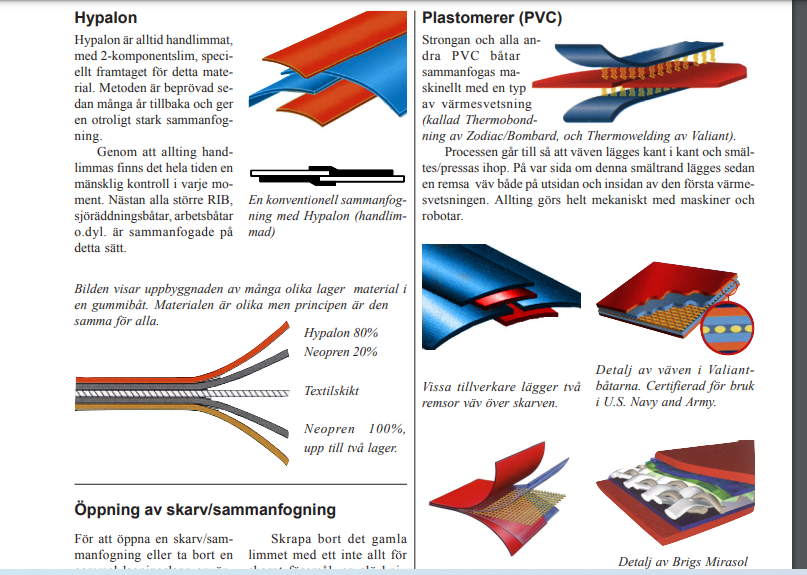 Hypalon
Hypalon är alltid handlimmat,
med 2-komponentslim, speci-
ellt framtaget för detta mate-
rial. Metoden är beprövad se-
dan många år tillbaka och ger
en otroligt stark sammanfog-
ning.
Genom att allting hand-
limmas finns det hela tiden en
mänsklig kontroll i varje mo-
ment. Nästan alla större RIB,
sjöräddningsbåtar, arbetsbåtar
o.dyl. är sammanfogade på
detta sätt.
En konventionell sammanfog-
ning med Hypalon (handlim-
mad)
Bilden visar uppbyggnaden av många olika lager material i
en gummibåt. Materialen är olika men principen är den
samma för alla.
Hypalon 80%
Neopren 20%
Textilskikt
Neopren 100%,
upp till två lager.
Öppning av skarv/sammanfogning
För att öppna en skarv/sam-
manfogning eller ta bort en
Skrapa bort det gamla
limmet med ett inte allt för
Plastomerer (PVC)
Strongan och alla an-
dra PVC båtar
sammanfogas ma-
skinellt med en typ
av värmesvetsning
(kallad Thermobond-
ning av Zodiac/Bombard, och Thermowelding av Valiant).
Processen går till så att väven lägges kant i kant och smäl-
tes/pressas ihop. På var sida om denna smältrand lägges sedan
en remsa väv både på utsidan och insidan av den första värme-
svetsningen. Allting görs helt mekaniskt med maskiner och
robotar.
Vissa tillverkare lägger två
remsor väv över skarven.
Detalj av väven i Valiant-
båtarna. Certifierad för bruk
i U.S. Navy and Army.
Detalj av Brigs Mirasol